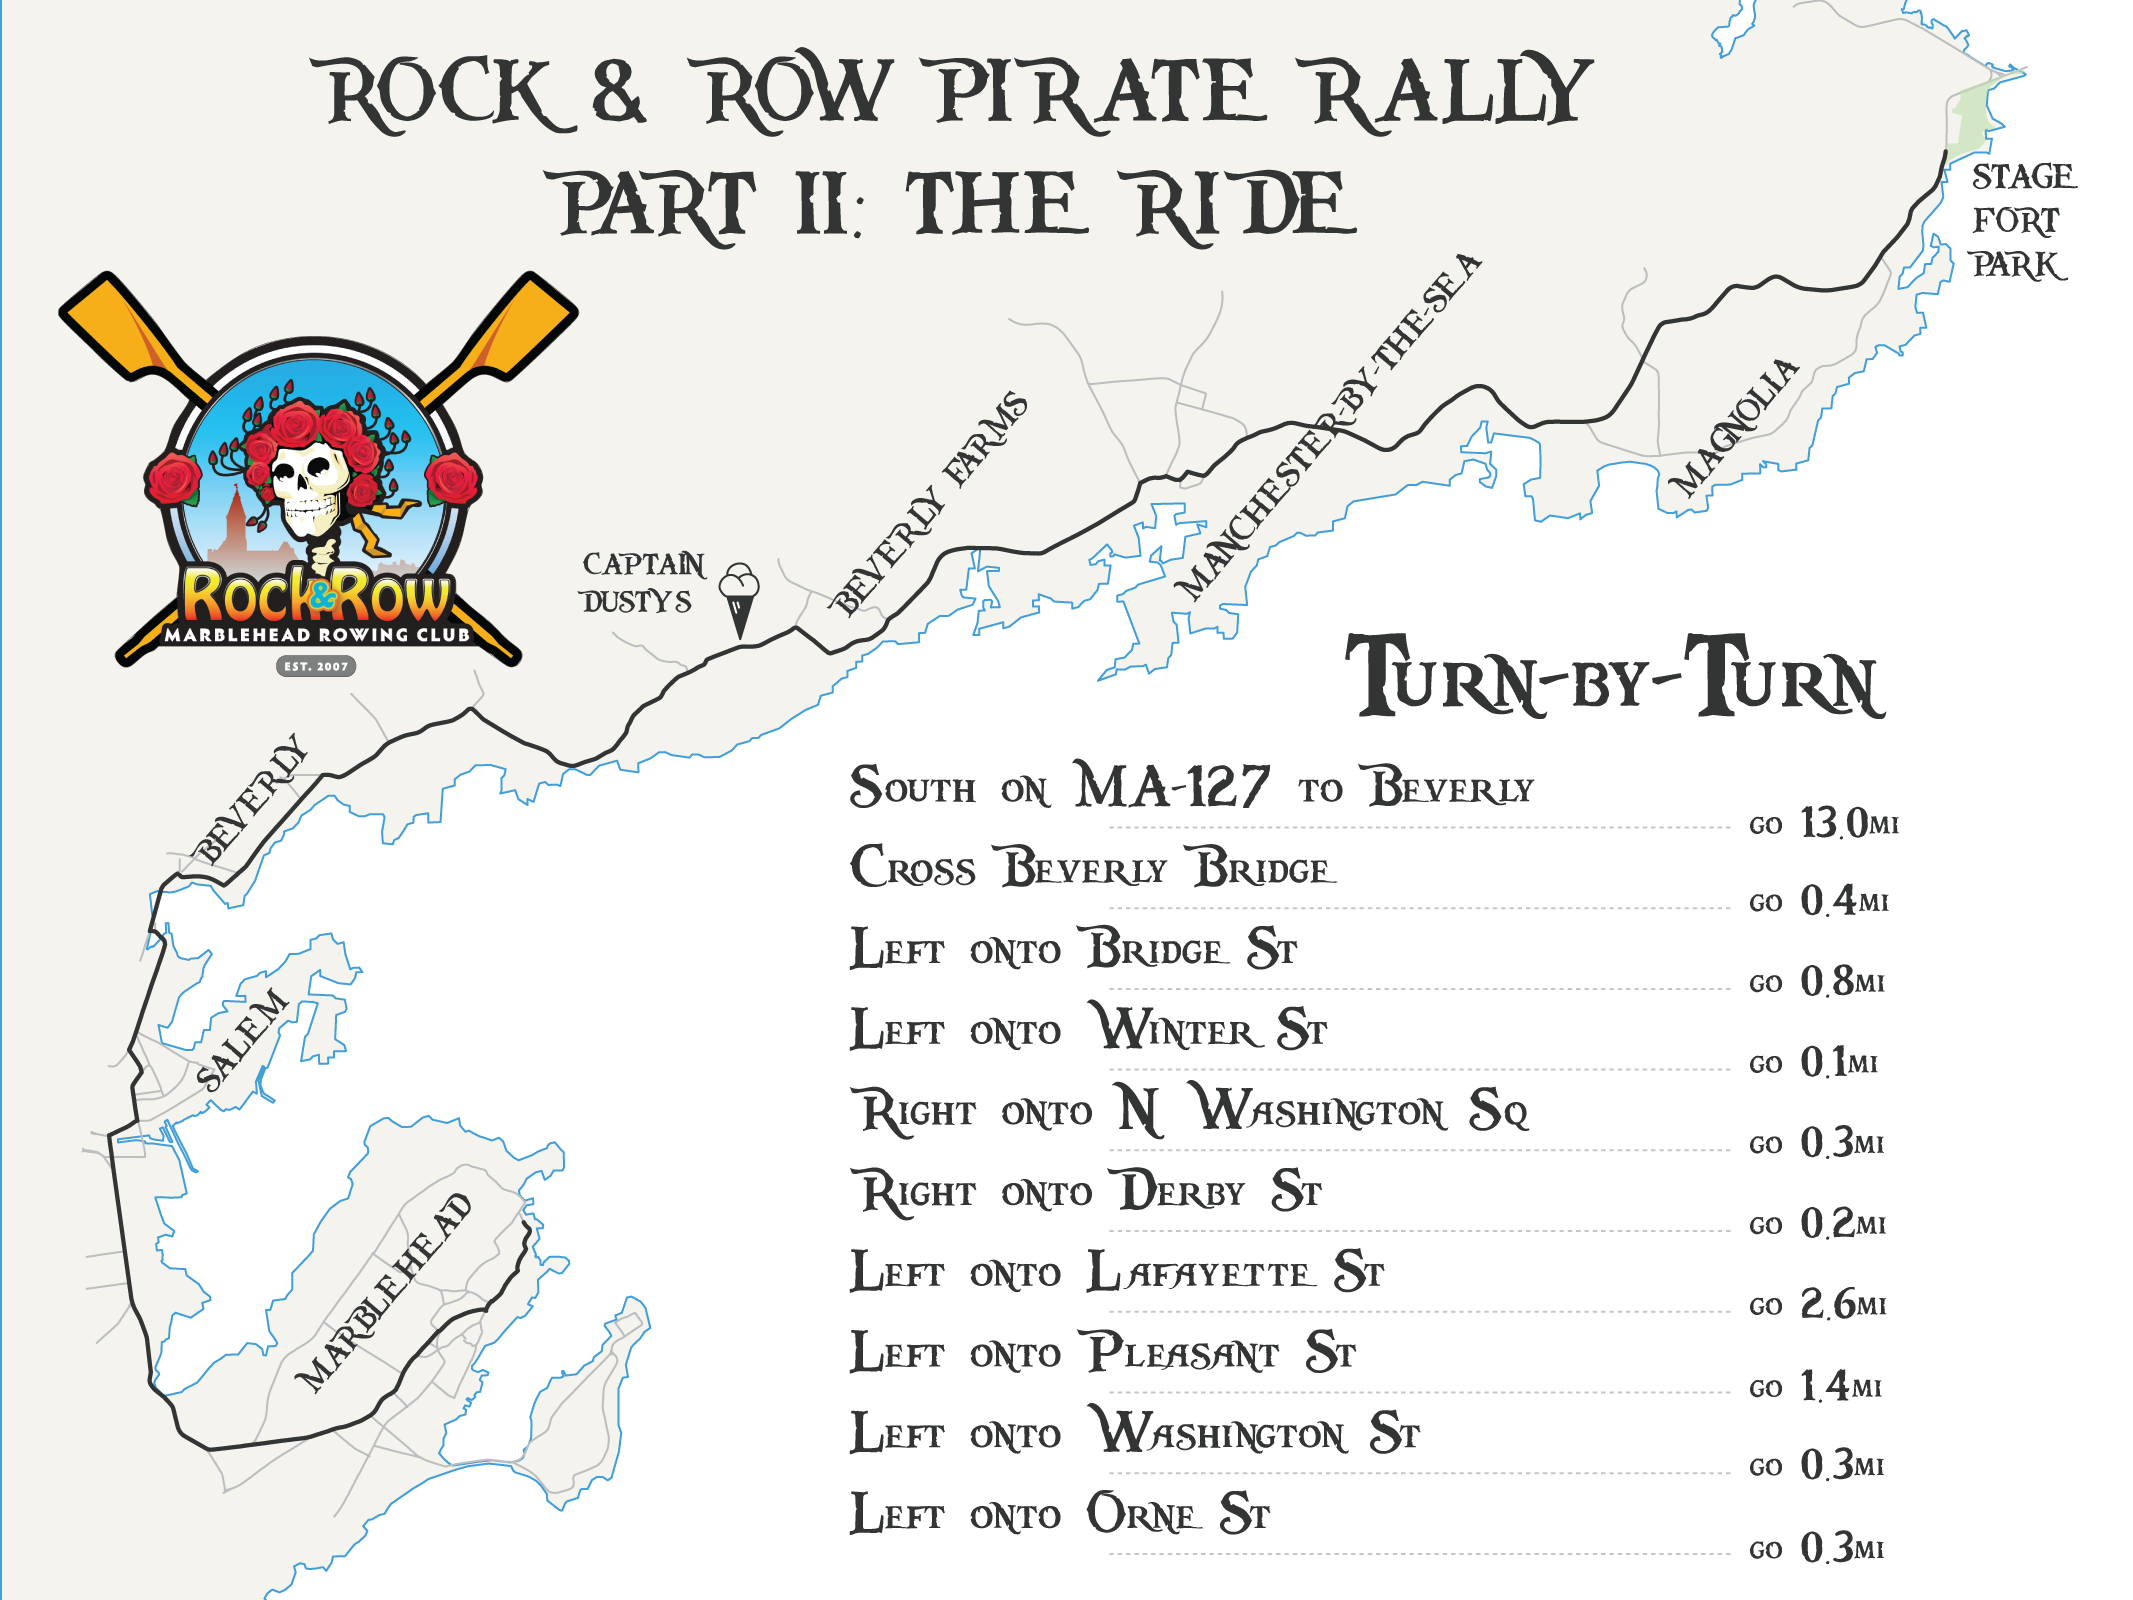 ROCK & ROW PIRATE RALLY
PART II: THE RIDE
STAGE
FORT
PARK
MAGNOLIA
MANCHESTER-BY-THE-SEA
BEVERLY FARMS
CAPTAIN
DUSTYS
ROCK & ROW
MARBLEHEAD ROWING CLUB
EST. 2007
BEVERLY
SALEM
MARBLEHEAD
TURN-BY-TURN
SOUTH ON MA-127 TO BEVERLY
GO 13.0MI
CROSS BEVERLY BRIDGE
GO 0.4MI
LEFT ONTO BRIDGE ST
GO 0.8MI
LEFT ONTO WINTER ST
GO 0.1MI
RIGHT ONTO N WASHINGTON SQ
GO 0.3MI
RIGHT ONTO DERBY ST
GO 0.2MI
LEFT ONTO LAFAYETTE ST
GO 2.6MI
LEFT ONTO PLEASANT ST
GO 1.4MI
LEFT ONTO WASHINGTON ST
GO 0.3MI
LEFT ONTO ORNE ST
GO 0.3MI